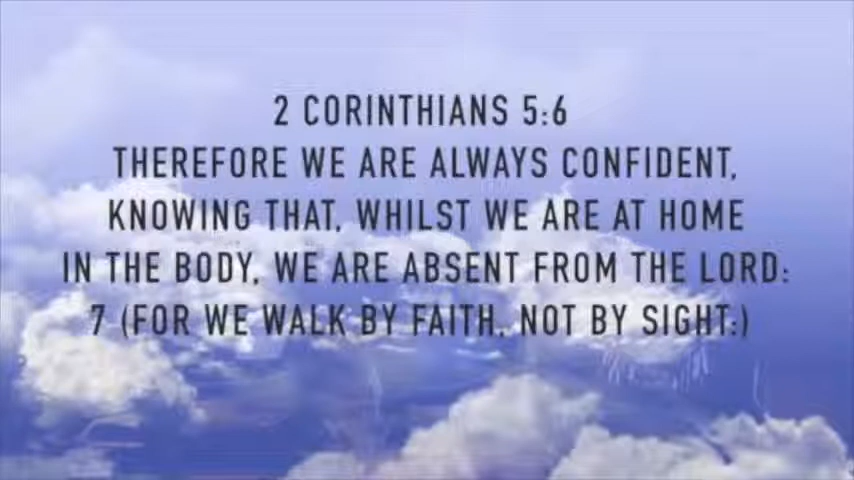 2 CORINTHIANS 5:6
THEREFORE WE ARE ALWAYS CONFIDENT,
KNOWING THAT, WHILST WE ARE AT HOME
IN THE BODY, WE ARE ABSENT FROM THE LORD:
7 (FOR WE WALK BY FAITH, NOT BY SIGHT:)